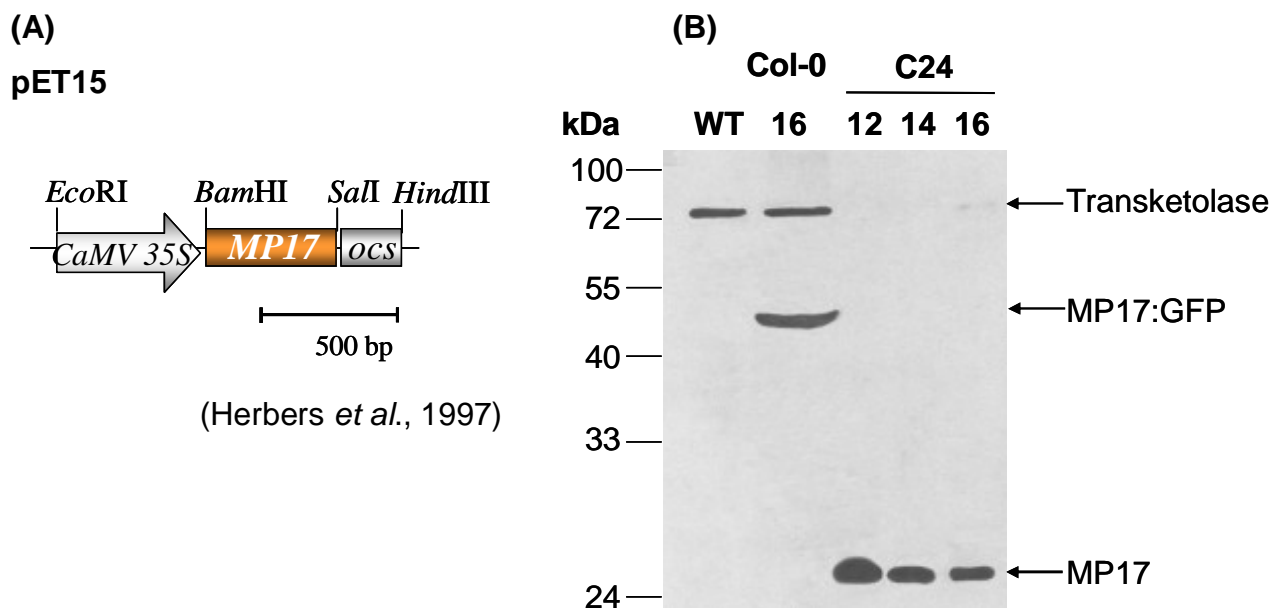 (A)
pET15
EcoRI BamHI SalI HindIII
CaMV 35S MP17 ocs
500 bp
(Herbers et al., 1997)
(B)
Col-0 C24
kDa WT 16 12 14 16
100
72
55
40
33
24
Transketolase
MP17:GFP
MP17